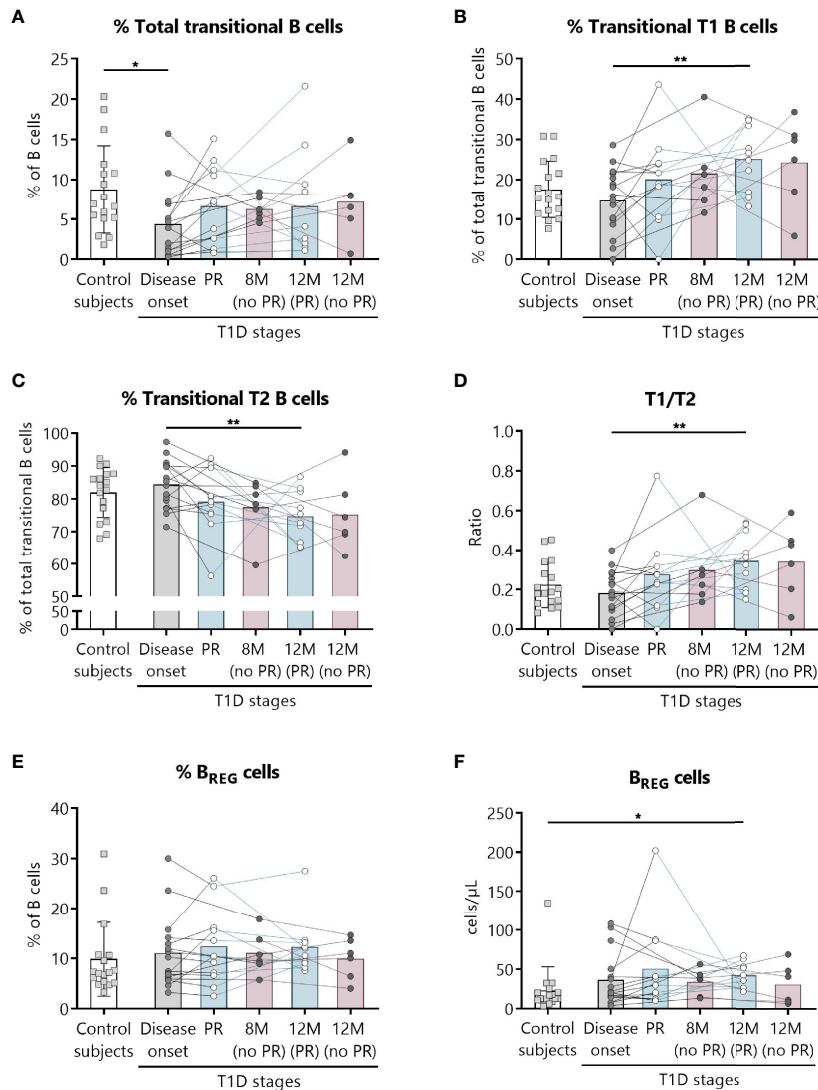 A
% Total transitional B cells
% of B cells
25
20
15
10
5
0
*
Control
subjects
Disease
onset
PR
8M
(no PR)
12M
(PR)
12M
(no PR)
T1D stages
B
% Transitional T1 B cells
% of total transitional B cells
50
40
30
20
10
0
**
Control
subjects
Disease
onset
PR
8M
(no PR)
12M
(PR)
12M
(no PR)
T1D stages
C
% Transitional T2 B cells
% of total transitional B cells
100
90
80
70
60
50
50
0
**
Control
subjects
Disease
onset
PR
8M
(no PR)
12M
(PR)
12M
(no PR)
T1D stages
D
T1/T2
Ratio
1.0
0.8
0.6
0.4
0.2
0.0
**
Control
subjects
Disease
onset
PR
8M
(no PR)
12M
(PR)
12M
(no PR)
T1D stages
E
% BREG cells
% of B cells
40
30
20
10
0
Control
subjects
Disease
onset
PR
8M
(no PR)
12M
(PR)
12M
(no PR)
T1D stages
F
BREG cells
cells/µL
250
200
150
100
50
0
*
Control
subjects
Disease
onset
PR
8M
(no PR)
12M
(PR)
12M
(no PR)
T1D stages